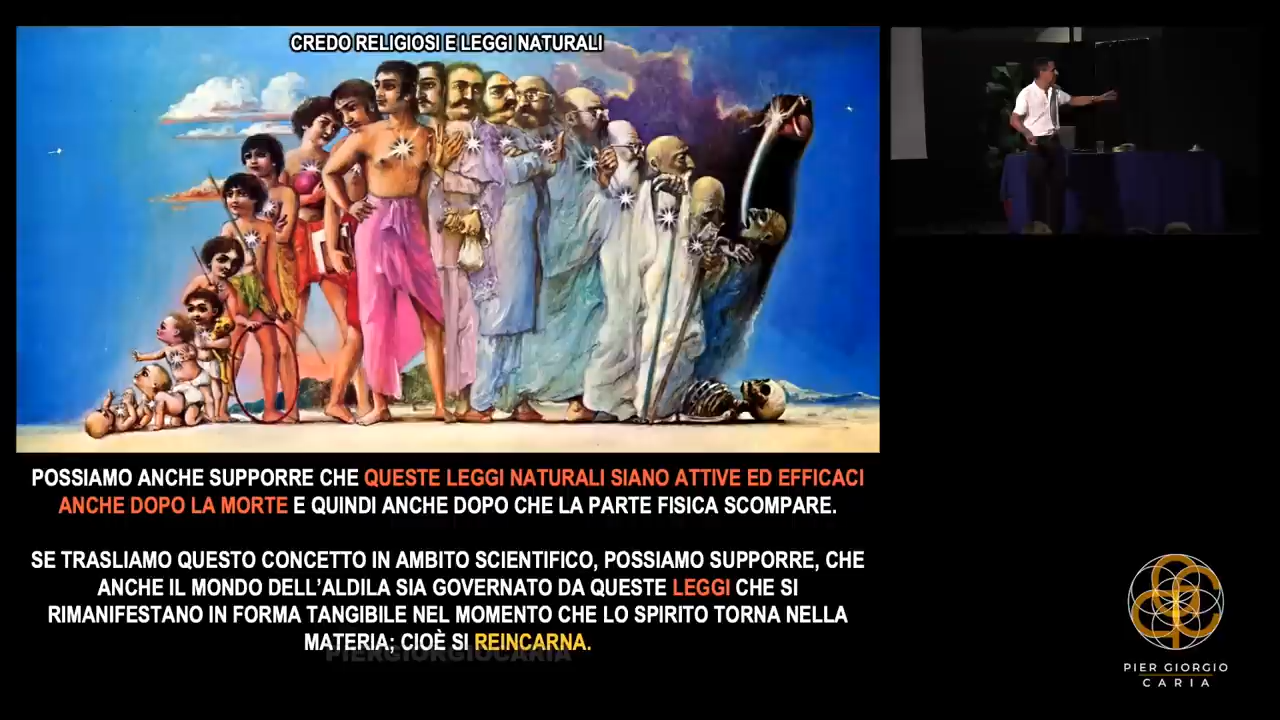 CREDO RELIGIOSI E LEGGI NATURALI
POSSIAMO ANCHE SUPPORRE CHE QUESTE LEGGI NATURALI SIANO ATTIVE ED EFFICACI
ANCHE DOPO LA MORTE E QUINDI ANCHE DOPO CHE LA PARTE FISICA SCOMPARE.
SE TRASLIAMO QUESTO CONCETTO IN AMBITO SCIENTIFICO, POSSIAMO SUPPORRE, CHE
ANCHE IL MONDO DELL'ALDILA SIA GOVERNATO DA QUESTE LEGGI CHE SI
RIMANIFESTANO IN FORMA TANGIBILE NEL MOMENTO CHE LO SPIRITO TORNA NELLA
MATERIA; CIOÈ SI REINCARNA.
PIERGIORGIOCARIA
PIER GIORGIO
CARIA